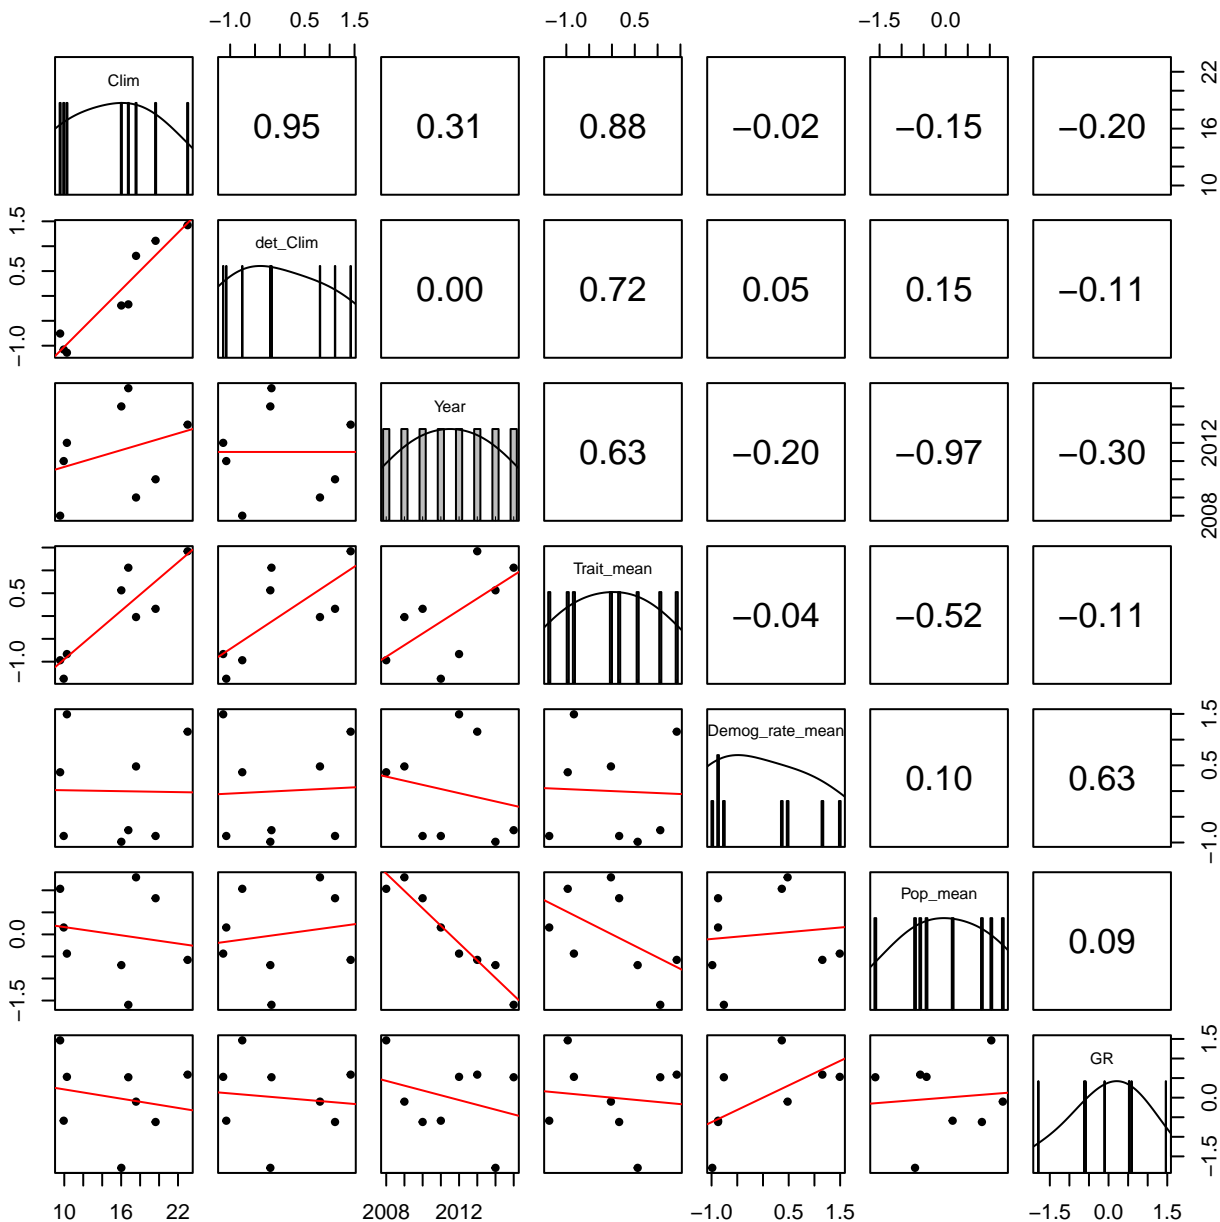 −1.0 0.5 1.5 −1.0 0.5 −1.5 0.0
Clim 0.95 0.31 0.88 −0.02 −0.15 −0.20
10 16 22
det_Clim 0.00 0.72 0.05 0.15 −0.11
−1.0 0.5 1.5
Year 0.63 −0.20 −0.97 −0.30
2008 2012
Trait_mean −0.04 −0.52 −0.11
−1.0 0.5
Demog_rate_mean 0.10 0.63
−1.0 0.5 1.5
Pop_mean 0.09
−1.5 0.0
GR
−1.5 0.0 1.5
10 16 22 2008 2012 −1.0 0.5 1.5 −1.5 0.0 1.5